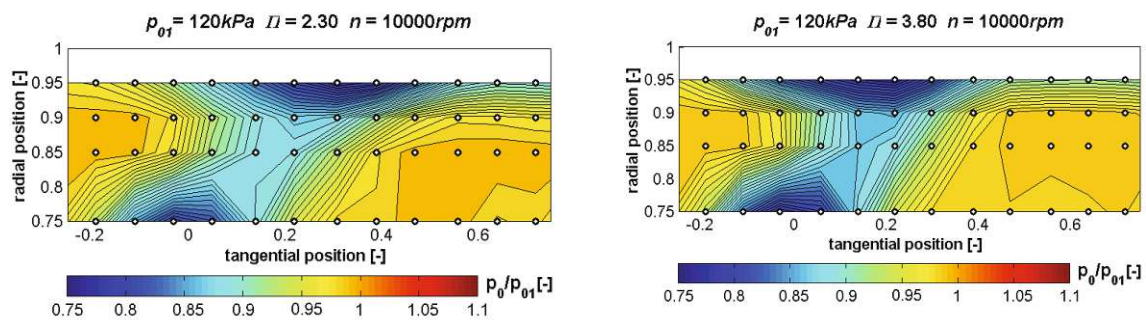 p01 = 120kPa Π = 2.30 n = 10000rpm
1
0.95
0.9
0.85
0.8
0.75
radial position [-]
-0.2 0 0.2 0.4 0.6
tangential position [-]
p0/p01[-]
0.75 0.8 0.85 0.9 0.95 1 1.05 1.1
p01 = 120kPa Π = 3.80 n = 10000rpm
1
0.95
0.9
0.85
0.8
0.75
radial position [-]
-0.2 0 0.2 0.4 0.6
tangential position [-]
p0/p01[-]
0.75 0.8 0.85 0.9 0.95 1 1.05 1.1